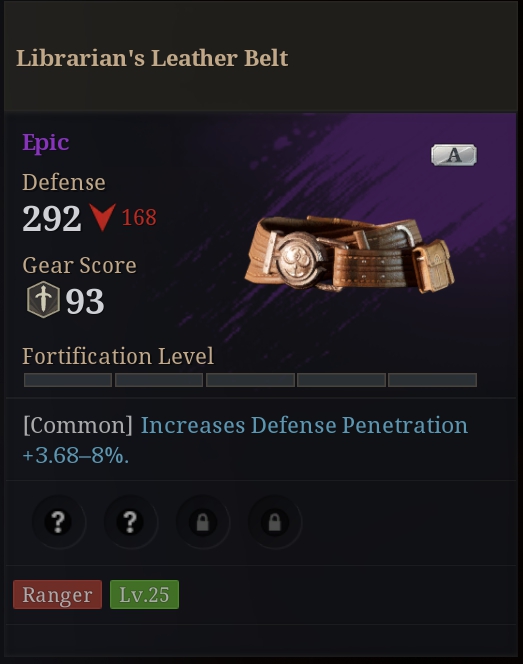 Librarian's Leather Belt
Epic
A
Defense
292 168
Gear Score
93
Fortification Level
[Common] Increases Defense Penetration
+3.68–8%.
? ?
Ranger Lv.25